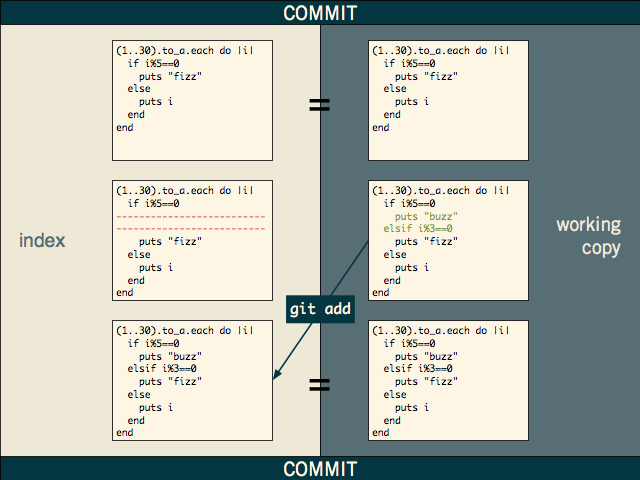 COMMIT
(1..30).to_a.each do |i|
  if i%5==0
    puts "fizz"
  else
    puts i
  end
end
=
(1..30).to_a.each do |i|
  if i%5==0
    puts "fizz"
  else
    puts i
  end
end
index
(1..30).to_a.each do |i|
  if i%5==0
---------------------------
---------------------------
    puts "fizz"
  else
    puts i
  end
end
(1..30).to_a.each do |i|
  if i%5==0
    puts "buzz"
  elsif i%3==0
    puts "fizz"
  else
    puts i
  end
end
working
copy
git add
(1..30).to_a.each do |i|
  if i%5==0
    puts "buzz"
  elsif i%3==0
    puts "fizz"
  else
    puts i
  end
end
=
(1..30).to_a.each do |i|
  if i%5==0
    puts "buzz"
  elsif i%3==0
    puts "fizz"
  else
    puts i
  end
end
COMMIT